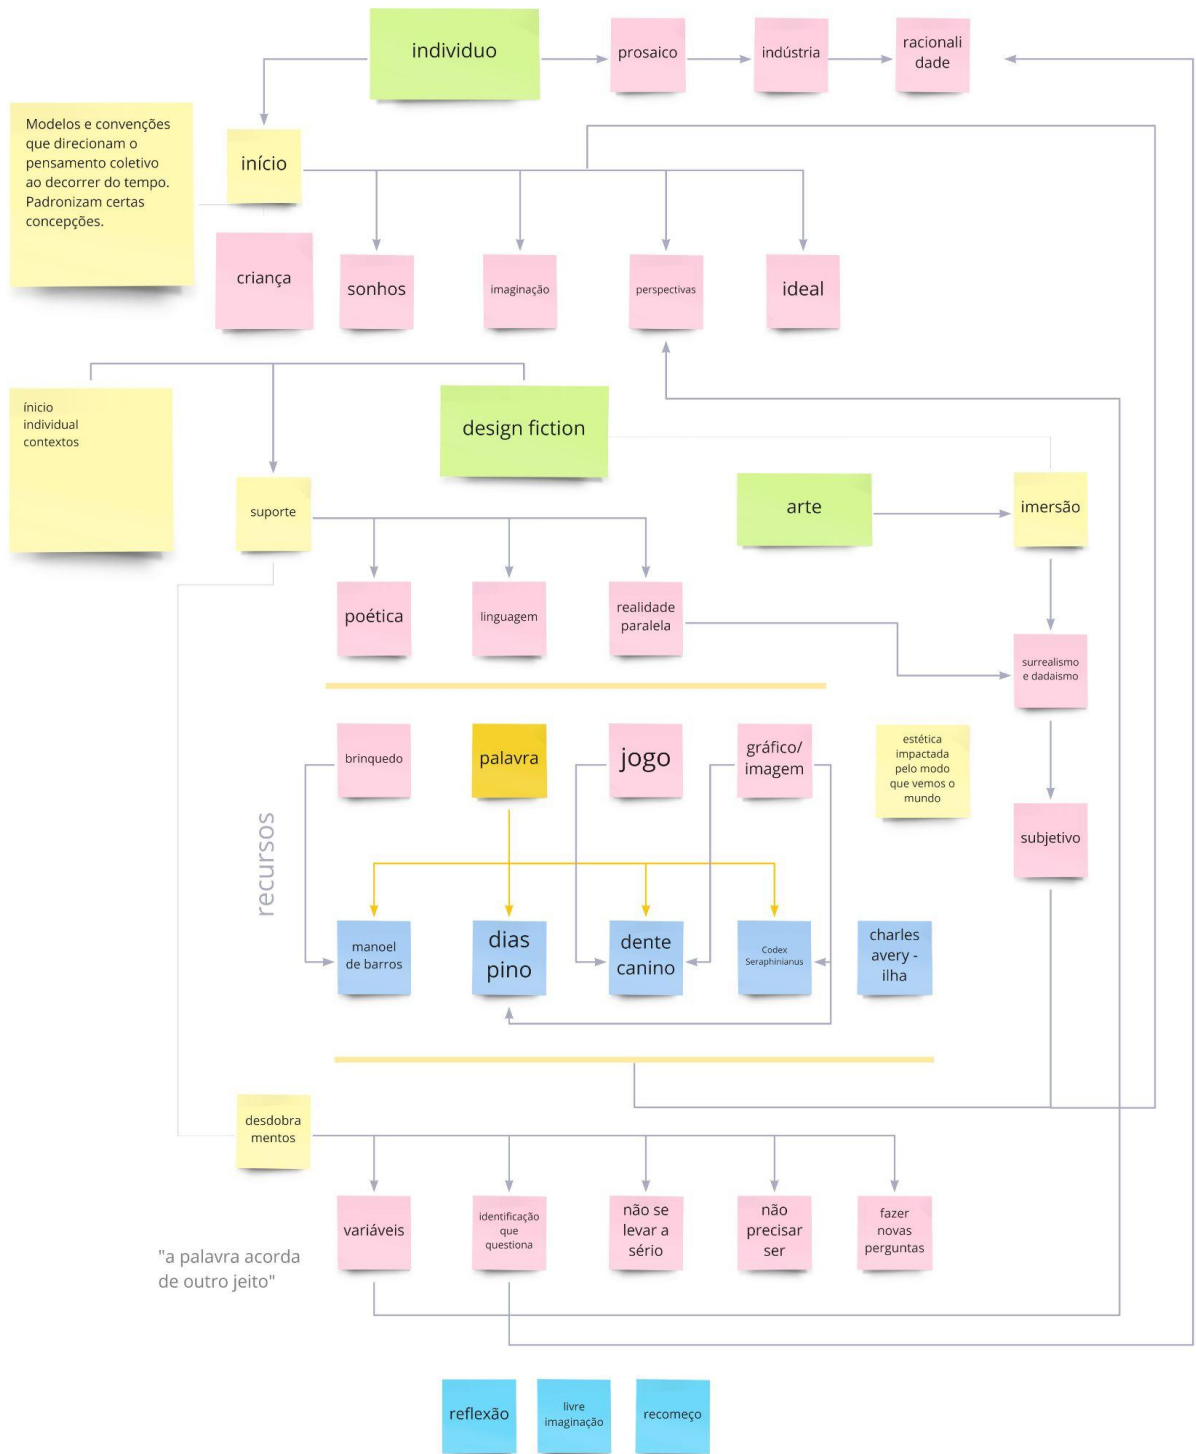 individuo
prosaico
indústria
racionali
dade
Modelos e convenções
que direcionam o
pensamento coletivo
ao decorrer do tempo.
Padronizam certas
concepções.
início
criança
sonhos
imaginação
perspectivas
ideal
ínicio
individual
contextos
design fiction
suporte
arte
imersão
poética
linguagem
realidade
paralela
surrealismo
e dadaismo
recursos
brinquedo
palavra
jogo
gráfico/
imagem
estética
impactada
pelo modo
que vemos o
mundo
subjetivo
manoel
de barros
dias
pino
dente
canino
Codex
Seraphinianus
charles
avery -
ilha
desdobra
mentos
variáveis
identificação
que
questiona
não se
levar a
sério
não
precisar
ser
fazer
novas
perguntas
"a palavra acorda
de outro jeito"
reflexão
livre
imaginação
recomeço